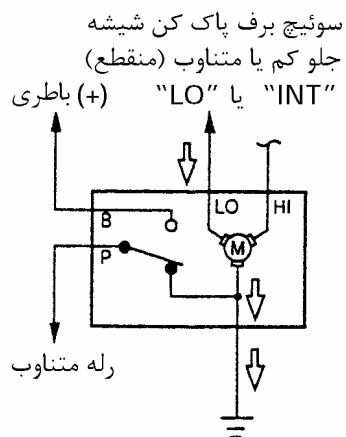 سوئیچ برف پاک کن شیشه
جلو کم یا متناوب (منقطع)
“INT” یا “LO”
باطری (+)
LO
HI
B
P
M
رله متناوب